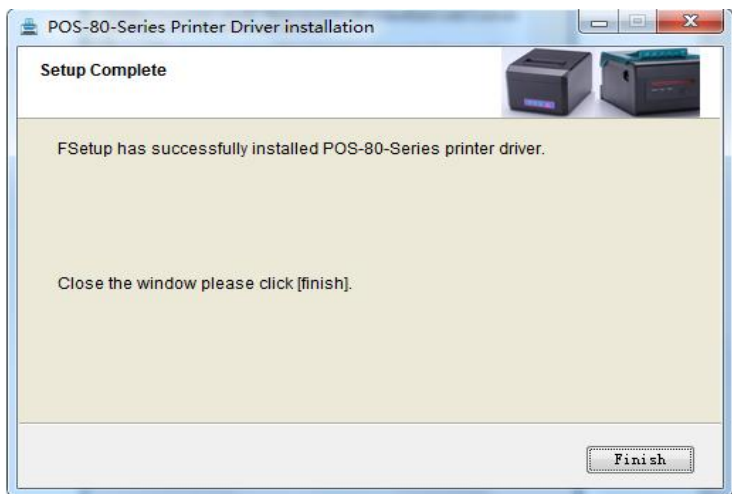 POS-80-Series Printer Driver installation
Setup Complete
FSetup has successfully installed POS-80-Series printer driver.
Close the window please click [finish].
Finish